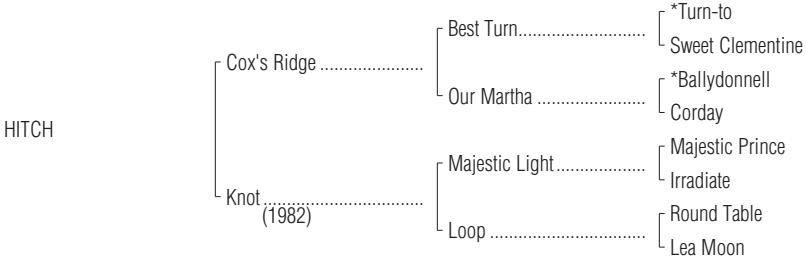 *Turn-to
Best Turn..........................
Sweet Clementine
Cox's Ridge .....................
*Ballydonnell
Our Martha ......................
Corday
HITCH
Majestic Prince
Majestic Light..................
Irradiate
Knot.................................
(1982)
Round Table
Loop ................................
Lea Moon